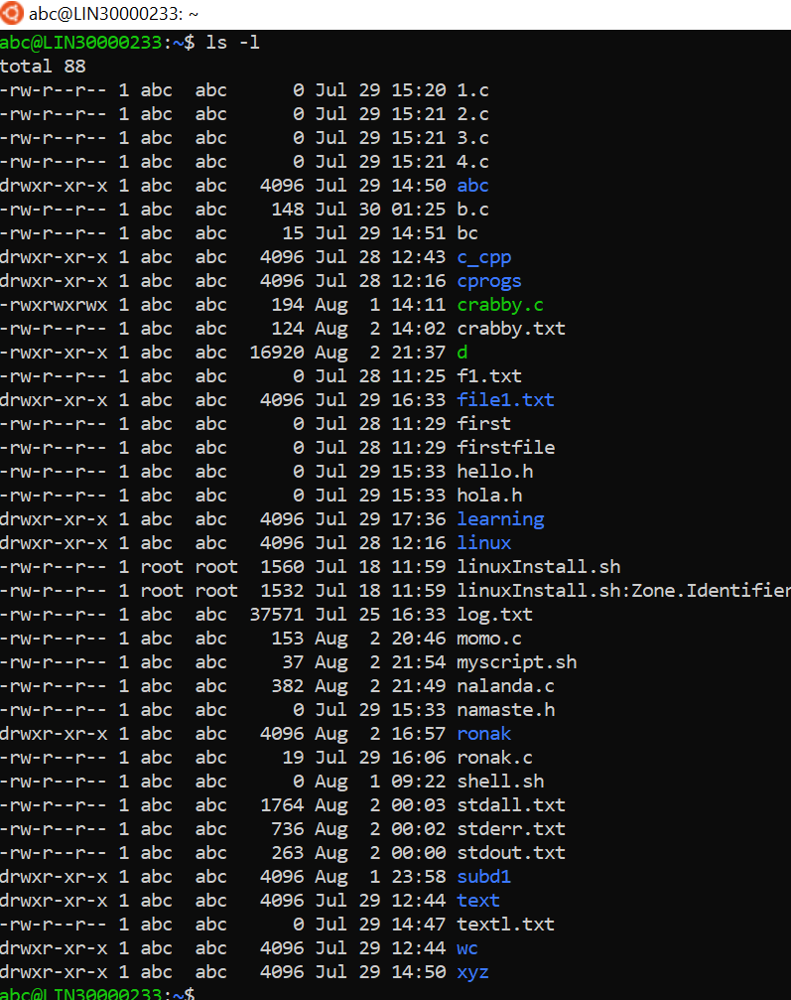 abc@LIN30000233: ~
abc@LIN30000233:~$ ls -l
total 88
-rw-r--r-- 1 abc  abc      0 Jul 29 15:20 1.c
-rw-r--r-- 1 abc  abc      0 Jul 29 15:21 2.c
-rw-r--r-- 1 abc  abc      0 Jul 29 15:21 3.c
-rw-r--r-- 1 abc  abc      0 Jul 29 15:21 4.c
drwxr-xr-x 1 abc  abc   4096 Jul 29 14:50 abc
-rw-r--r-- 1 abc  abc    148 Jul 30 01:25 b.c
-rw-r--r-- 1 abc  abc     15 Jul 29 14:51 bc
drwxr-xr-x 1 abc  abc   4096 Jul 28 12:43 c_cpp
drwxr-xr-x 1 abc  abc   4096 Jul 28 12:16 cprogs
-rwxrwxrwx 1 abc  abc    194 Aug  1 14:11 crabby.c
-rw-r--r-- 1 abc  abc    124 Aug  2 14:02 crabby.txt
-rwxr-xr-x 1 abc  abc  16920 Aug  2 21:37 d
-rw-r--r-- 1 abc  abc      0 Jul 28 11:25 f1.txt
drwxr-xr-x 1 abc  abc   4096 Jul 29 16:33 file1.txt
-rw-r--r-- 1 abc  abc      0 Jul 28 11:29 first
-rw-r--r-- 1 abc  abc      0 Jul 28 11:29 firstfile
-rw-r--r-- 1 abc  abc      0 Jul 29 15:33 hello.h
-rw-r--r-- 1 abc  abc      0 Jul 29 15:33 hola.h
drwxr-xr-x 1 abc  abc   4096 Jul 29 17:36 learning
drwxr-xr-x 1 abc  abc   4096 Jul 28 12:16 linux
-rw-r--r-- 1 root root  1560 Jul 18 11:59 linuxInstall.sh
-rw-r--r-- 1 root root  1532 Jul 18 11:59 linuxInstall.sh:Zone.Identifier
-rw-r--r-- 1 abc  abc  37571 Jul 25 16:33 log.txt
-rw-r--r-- 1 abc  abc    153 Aug  2 20:46 momo.c
-rw-r--r-- 1 abc  abc     37 Aug  2 21:54 myscript.sh
-rw-r--r-- 1 abc  abc    382 Aug  2 21:49 nalanda.c
-rw-r--r-- 1 abc  abc      0 Jul 29 15:33 namaste.h
drwxr-xr-x 1 abc  abc   4096 Aug  2 16:57 ronak
-rw-r--r-- 1 abc  abc     19 Jul 29 16:06 ronak.c
-rw-r--r-- 1 abc  abc      0 Aug  1 09:22 shell.sh
-rw-r--r-- 1 abc  abc   1764 Aug  2 00:03 stdall.txt
-rw-r--r-- 1 abc  abc    736 Aug  2 00:02 stderr.txt
-rw-r--r-- 1 abc  abc    263 Aug  2 00:00 stdout.txt
drwxr-xr-x 1 abc  abc   4096 Aug  1 23:58 subd1
drwxr-xr-x 1 abc  abc   4096 Jul 29 12:44 text
-rw-r--r-- 1 abc  abc      0 Jul 29 14:47 textl.txt
drwxr-xr-x 1 abc  abc   4096 Jul 29 12:44 wc
drwxr-xr-x 1 abc  abc   4096 Jul 29 14:50 xyz
abc@LIN30000233:~$